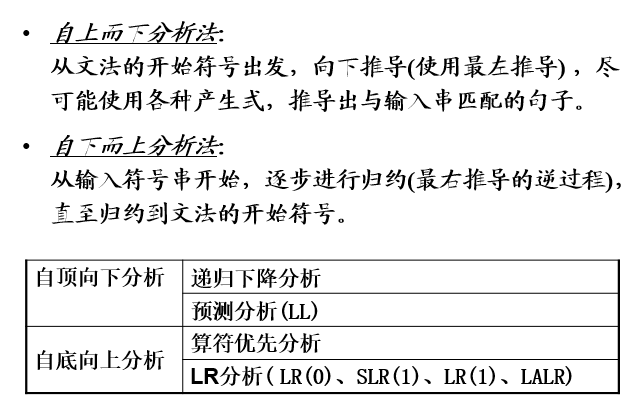 • 自上而下分析法:
从文法的开始符号出发，向下推导(使用最左推导)，尽
可能使用各种产生式，推导出与输入串匹配的句子。
• 自下而上分析法:
从输入符号串开始，逐步进行归约(最右推导的逆过程),
直至归约到文法的开始符号。
自顶向下分析
递归下降分析
预测分析(LL)
自底向上分析
算符优先分析
LR分析( LR(0)、SLR(1)、LR(1)、LALR)